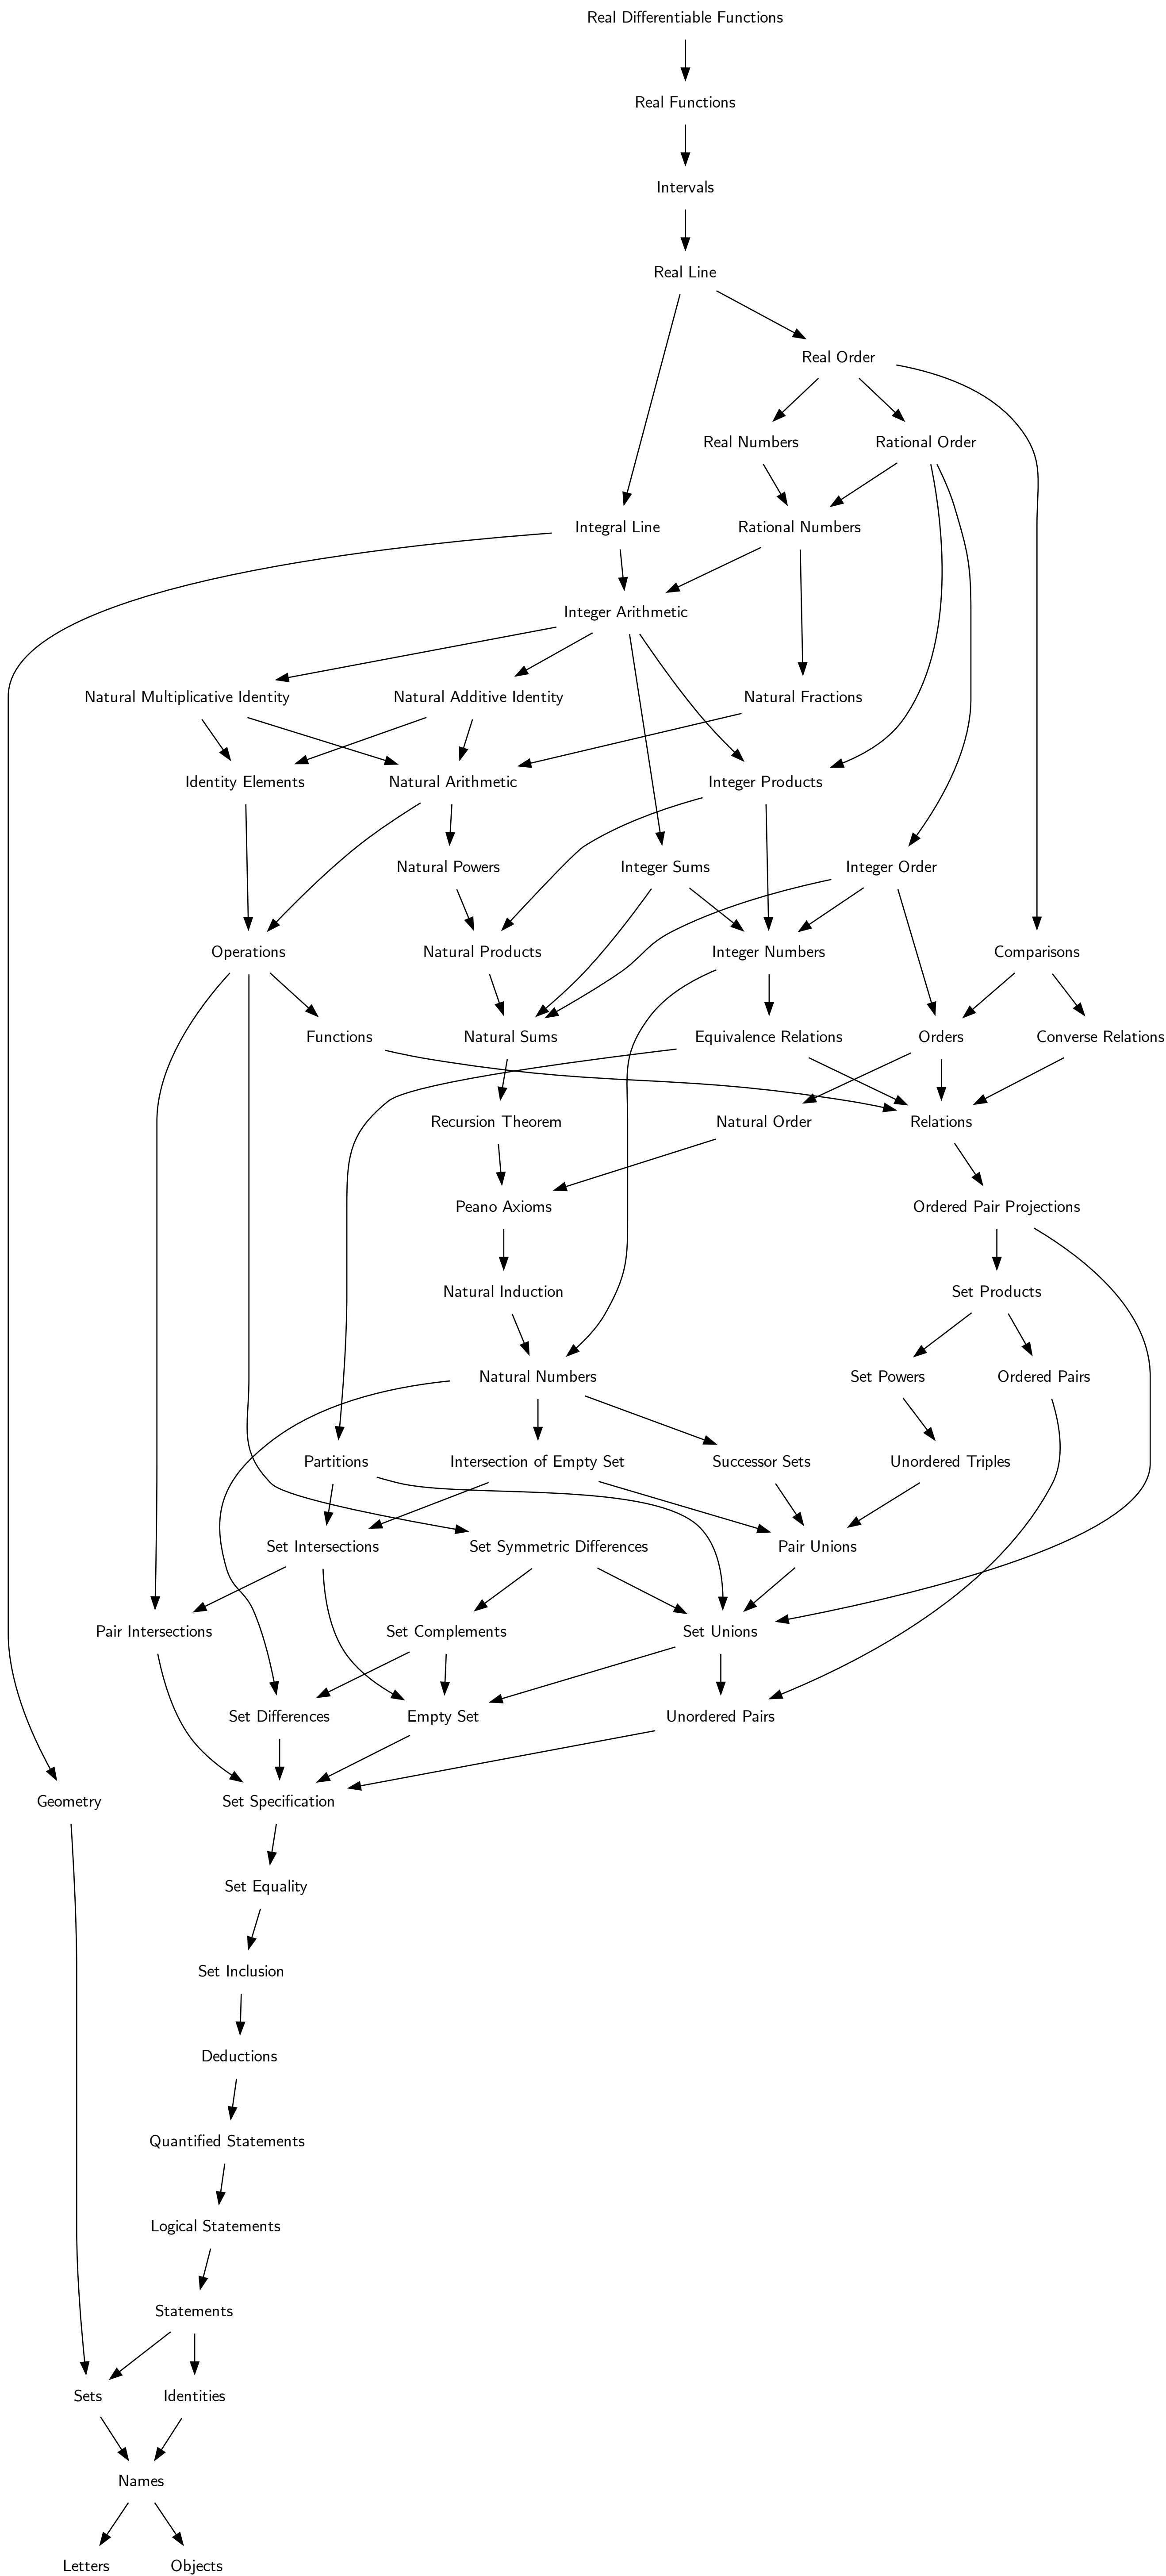 Real Differentiable Functions
Real Functions
Intervals
Real Line
Real Order
Real Numbers
Rational Order
Integral Line
Rational Numbers
Integer Arithmetic
Natural Multiplicative Identity
Natural Additive Identity
Natural Fractions
Identity Elements
Natural Arithmetic
Integer Products
Natural Powers
Integer Sums
Integer Order
Operations
Natural Products
Integer Numbers
Comparisons
Functions
Natural Sums
Equivalence Relations
Orders
Converse Relations
Recursion Theorem
Natural Order
Relations
Peano Axioms
Ordered Pair Projections
Natural Induction
Set Products
Natural Numbers
Set Powers
Ordered Pairs
Partitions
Intersection of Empty Set
Successor Sets
Unordered Triples
Set Intersections
Set Symmetric Differences
Pair Unions
Pair Intersections
Set Complements
Set Unions
Set Differences
Empty Set
Unordered Pairs
Geometry
Set Specification
Set Equality
Set Inclusion
Deductions
Quantified Statements
Logical Statements
Statements
Sets
Identities
Names
Letters
Objects